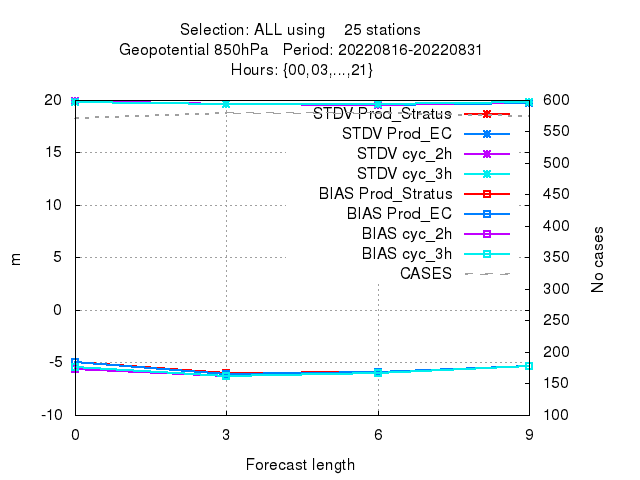 Selection: ALL using    25 stations
Geopotential 850hPa   Period: 20220816-20220831
Hours: {00,03,...,21}
20
15
10
5
0
-5
-10
m
STDV Prod_Stratus
STDV Prod_EC
STDV cyc_2h
STDV cyc_3h
BIAS Prod_Stratus
BIAS Prod_EC
BIAS cyc_2h
BIAS cyc_3h
CASES
600
550
500
450
400
350
300
250
200
150
100
No cases
0
3
6
9
Forecast length